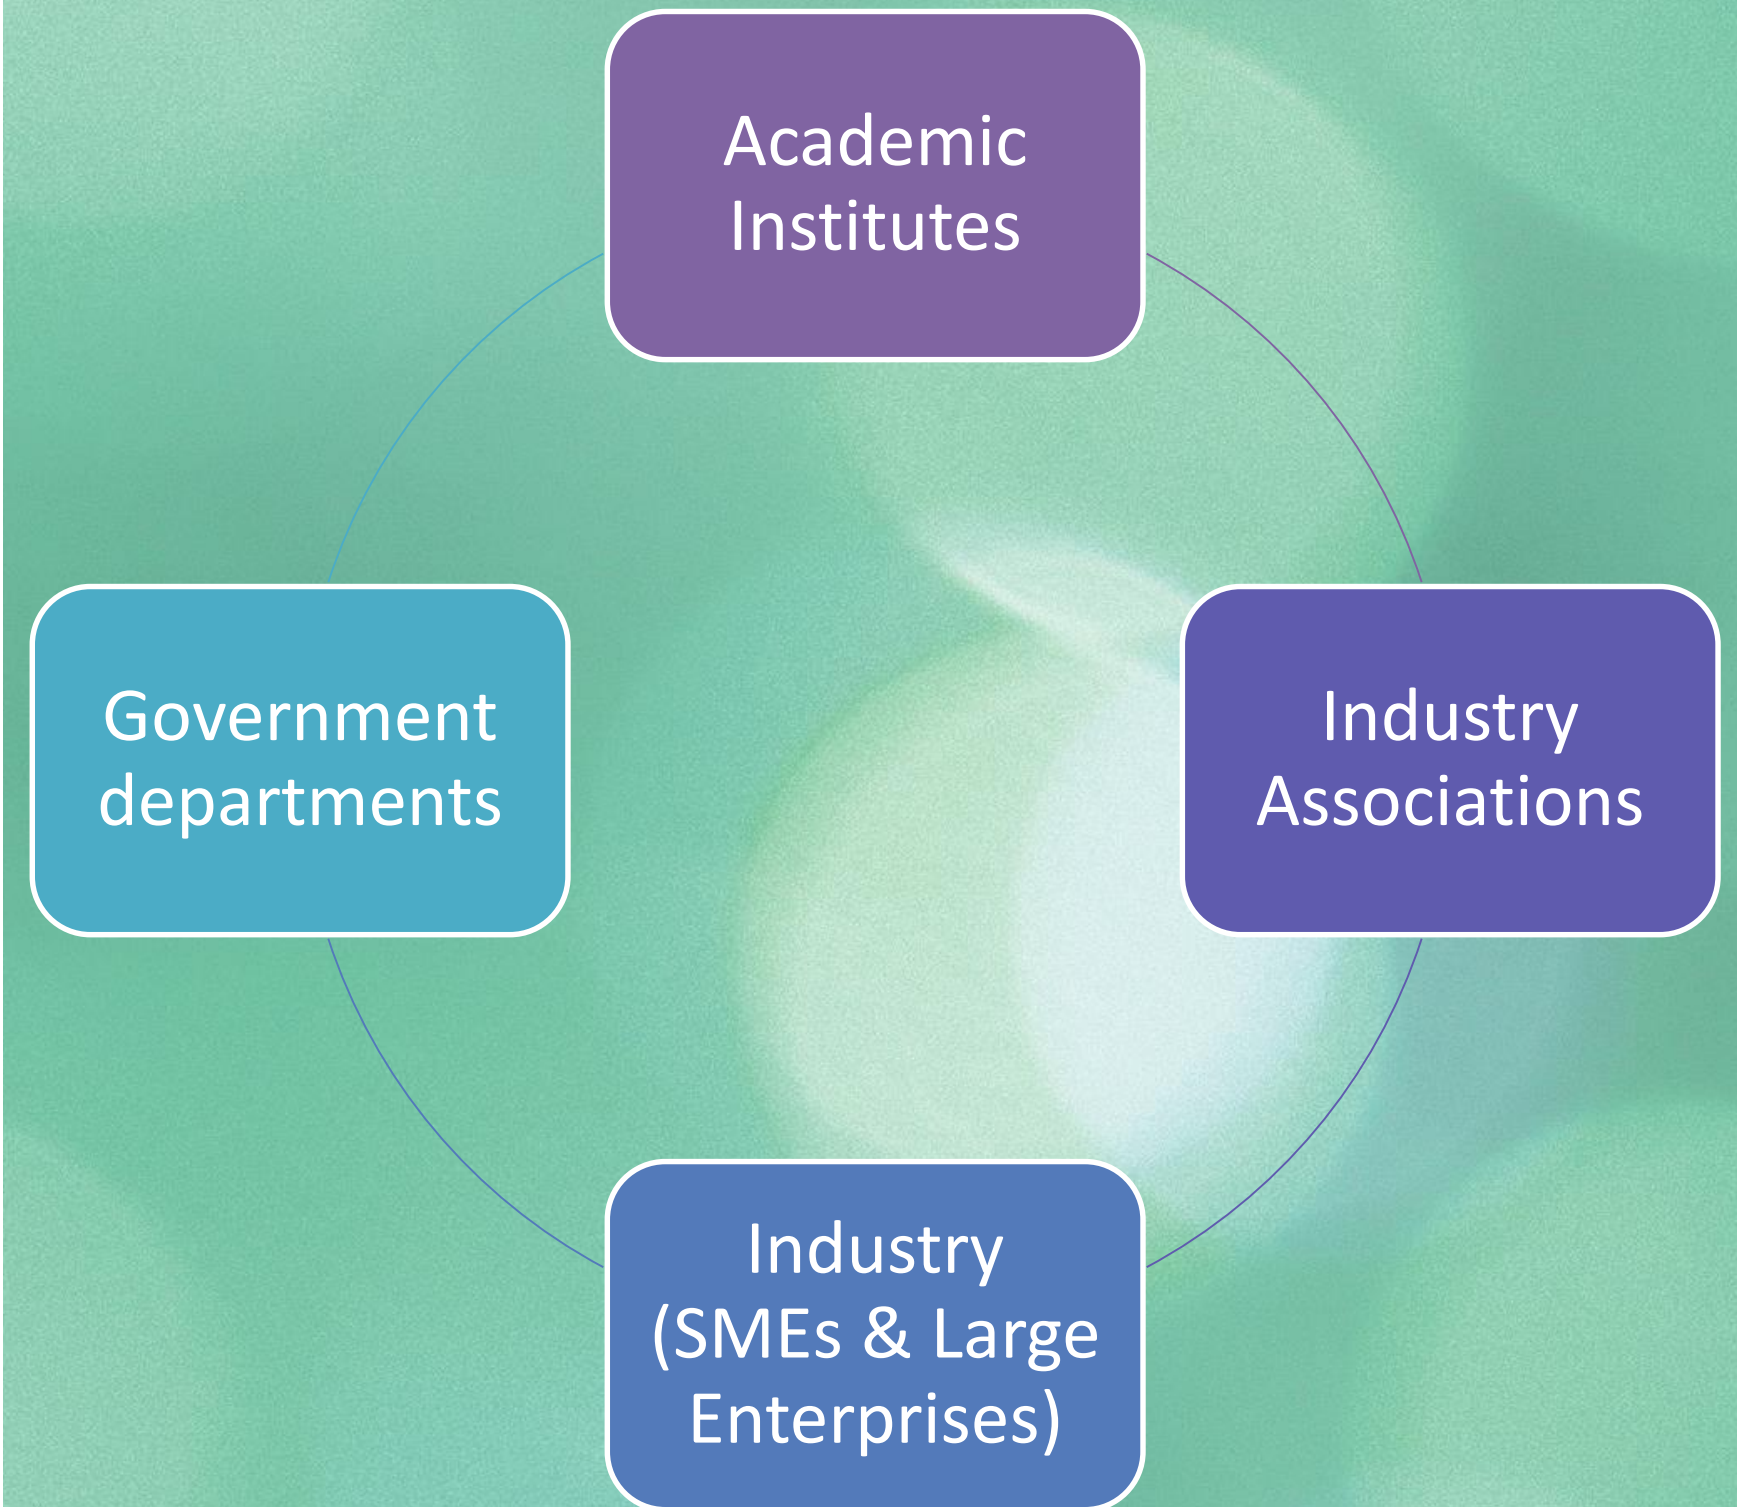 Academic
Institutes
Government
departments
Industry
Associations
Industry
(SMEs & Large
Enterprises)